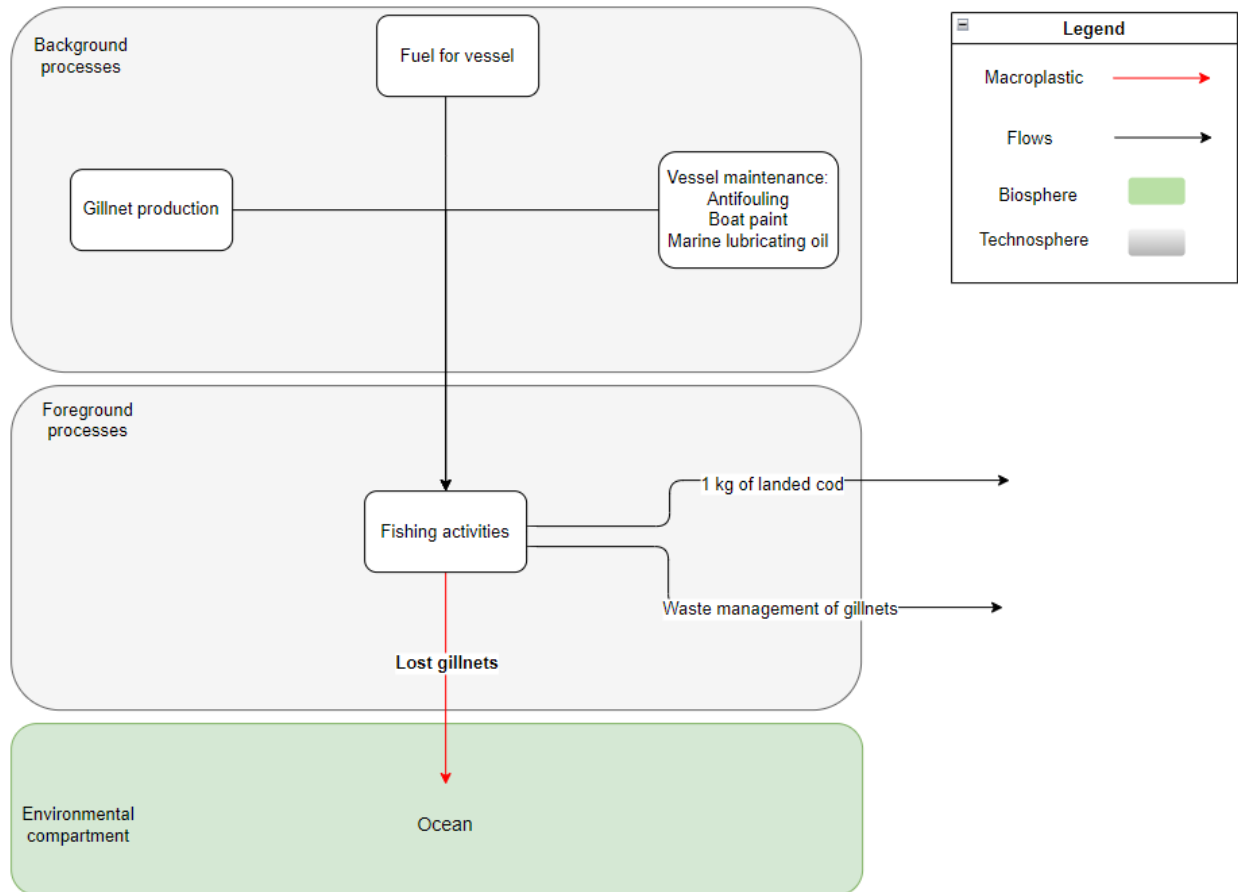 Background
processes
Fuel for vessel
Gillnet production
Vessel maintenance:
Antifouling
Boat paint
Marine lubricating oil
Foreground
processes
Fishing activities
1 kg of landed cod
Waste management of gillnets
Lost gillnets
Environmental
compartment
Ocean
Legend
Macroplastic
Flows
Biosphere
Technosphere